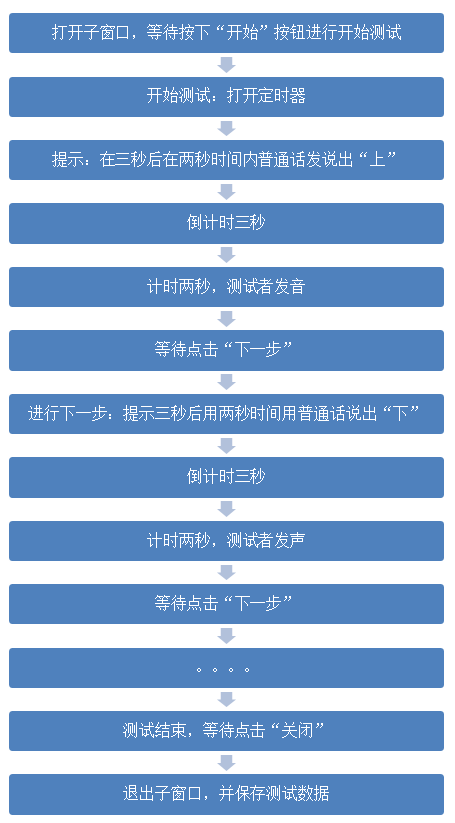 打开子窗口，等待按下“开始”按钮进行开始测试
开始测试：打开定时器
提示：在三秒后在两秒时间内普通话发说出“上”
倒计时三秒
计时两秒，测试者发音
等待点击“下一步”
进行下一步：提示三秒后用两秒时间用普通话说出“下”
倒计时三秒
计时两秒，测试者发声
等待点击“下一步”
。。。。
测试结束，等待点击“关闭”
退出子窗口，并保存测试数据